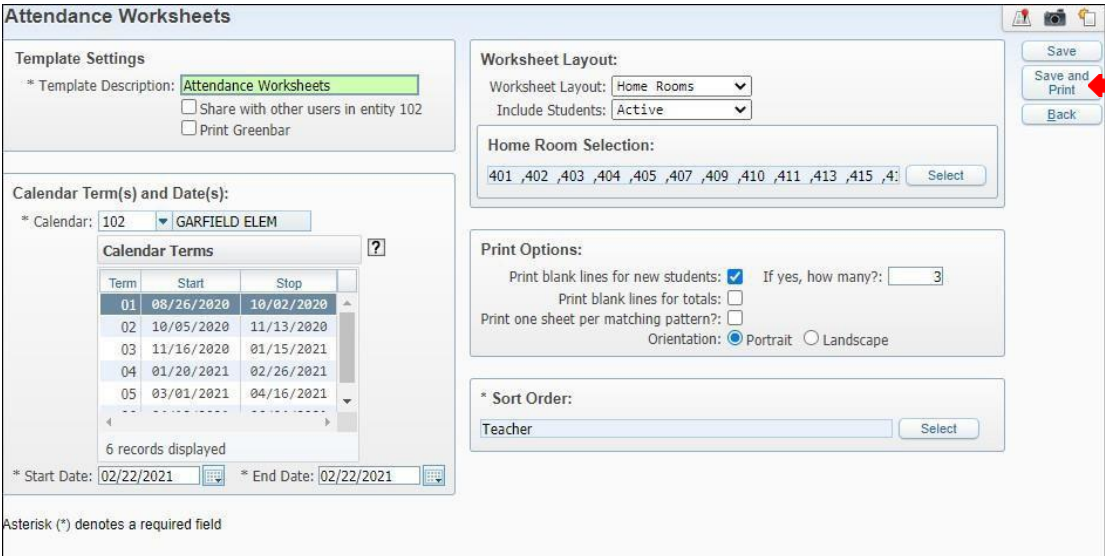 Attendance Worksheets
Template Settings
* Template Description: Attendance Worksheets
Share with other users in entity 102
Print Greenbar
Calendar Term(s) and Date(s):
* Calendar: 102 GARFIELD ELEM
Calendar Terms ?
Term Start Stop
01 08/26/2020 10/02/2020
02 10/05/2020 11/13/2020
03 11/16/2020 01/15/2021
04 01/20/2021 02/26/2021
05 03/01/2021 04/16/2021
6 records displayed
* Start Date: 02/22/2021 * End Date: 02/22/2021
Asterisk (*) denotes a required field
Worksheet Layout:
Worksheet Layout: Home Rooms
Include Students: Active
Home Room Selection:
401 ,402 ,403 ,404 ,405 ,407 ,409 ,410 ,411 ,413 ,415 , Select
Print Options:
Print blank lines for new students: If yes, how many?: 3
Print blank lines for totals:
Print one sheet per matching pattern?:
Orientation: Portrait Landscape
* Sort Order:
Teacher Select
Save
Save and
Print
Back